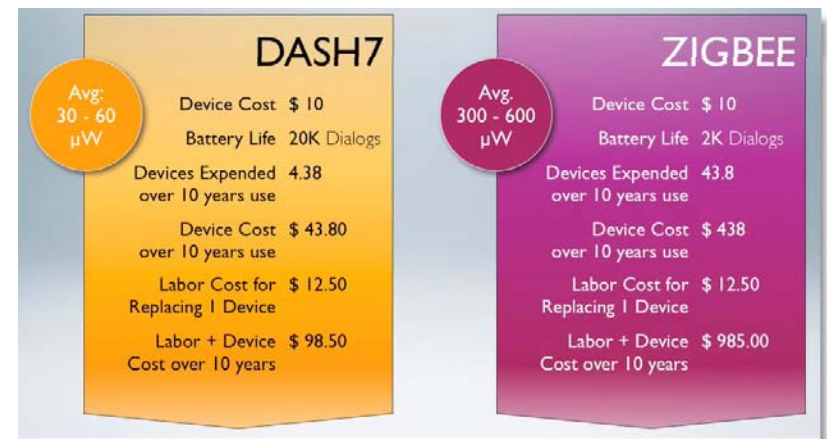 DASH7
Avg:
30 - 60
µW
Device Cost $ 10
Battery Life 20K Dialogs
Devices Expended 4.38
over 10 years use
Device Cost $ 43.80
over 10 years use
Labor Cost for $ 12.50
Replacing 1 Device
Labor + Device $ 98.50
Cost over 10 years
ZIGBEE
Avg.
300 - 600
µW
Device Cost $ 10
Battery Life 2K Dialogs
Devices Expended 43.8
over 10 years use
Device Cost $ 438
over 10 years use
Labor Cost for $ 12.50
Replacing 1 Device
Labor + Device $ 985.00
Cost over 10 years